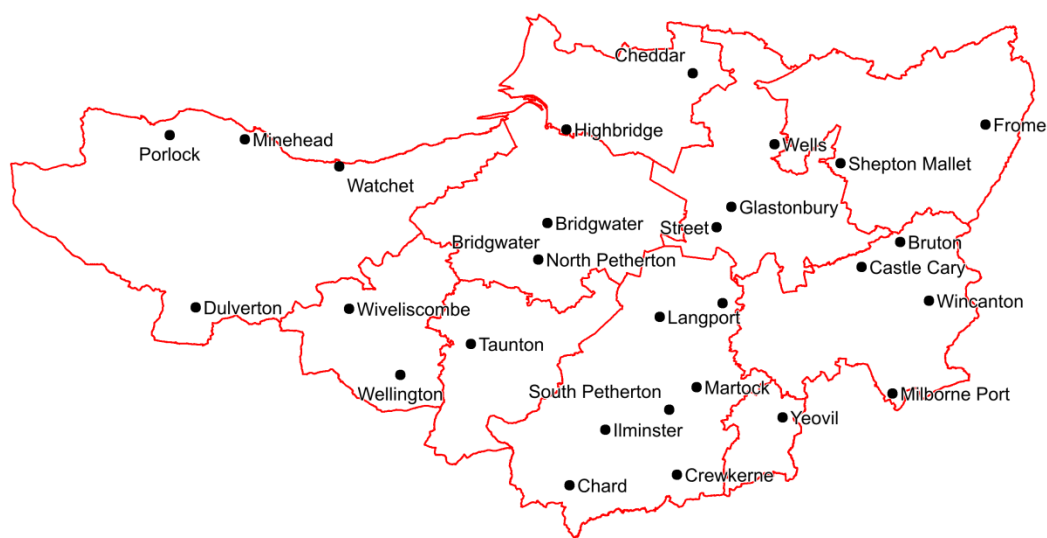 Cheddar
Highbridge
Frome
Minehead
Porlock
Wells
Shepton Mallet
Watchet
Glastonbury
Bridgwater
Street
Bridgwater
Bruton
North Petherton
Castle Cary
Wincanton
Dulverton
Wiveliscombe
Langport
Taunton
Wellington
South Petherton
Martock
Milborne Port
Yeovil
Ilminster
Crewkerne
Chard